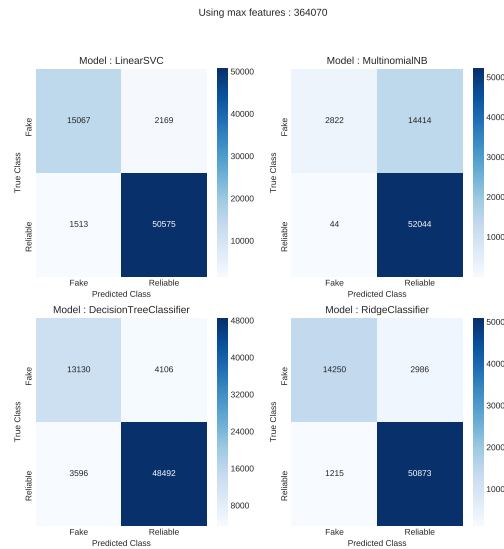 Using max features : 364070
Model : LinearSVC
Model : MultinomialNB
True Class
Fake
Reliable
15067
2169
1513
50575
50000
40000
30000
20000
10000
Fake
Reliable
Predicted Class
True Class
Fake
Reliable
2822
14414
44
52044
Fake
Reliable
Predicted Class
Model : DecisionTreeClassifier
Model : RidgeClassifier
True Class
Fake
Reliable
13130
4106
3596
48492
48000
40000
32000
24000
16000
8000
Fake
Reliable
Predicted Class
True Class
Fake
Reliable
14250
2986
1215
50873
Fake
Reliable
Predicted Class